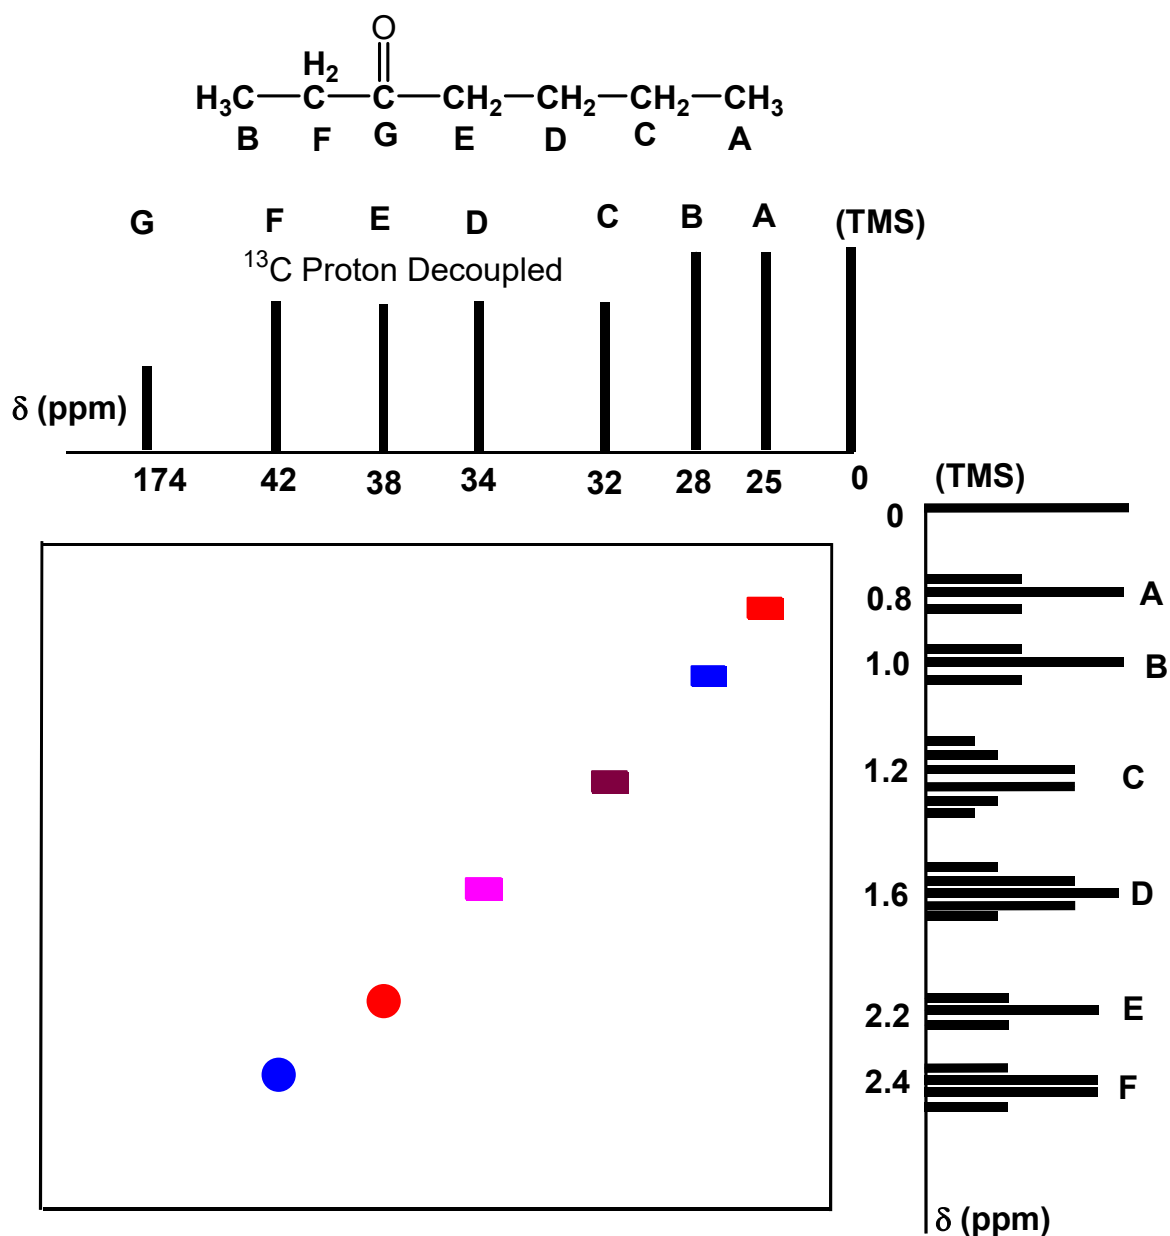 O
H₂
H₃C—C—C—CH₂—CH₂—CH₂—CH₃
B F G E D C A
G F E D C B A (TMS)
¹³C Proton Decoupled
δ (ppm)
174 42 38 34 32 28 25 0 (TMS)
0
0.8 A
1.0 B
1.2 C
1.6 D
2.2 E
2.4 F
δ (ppm)